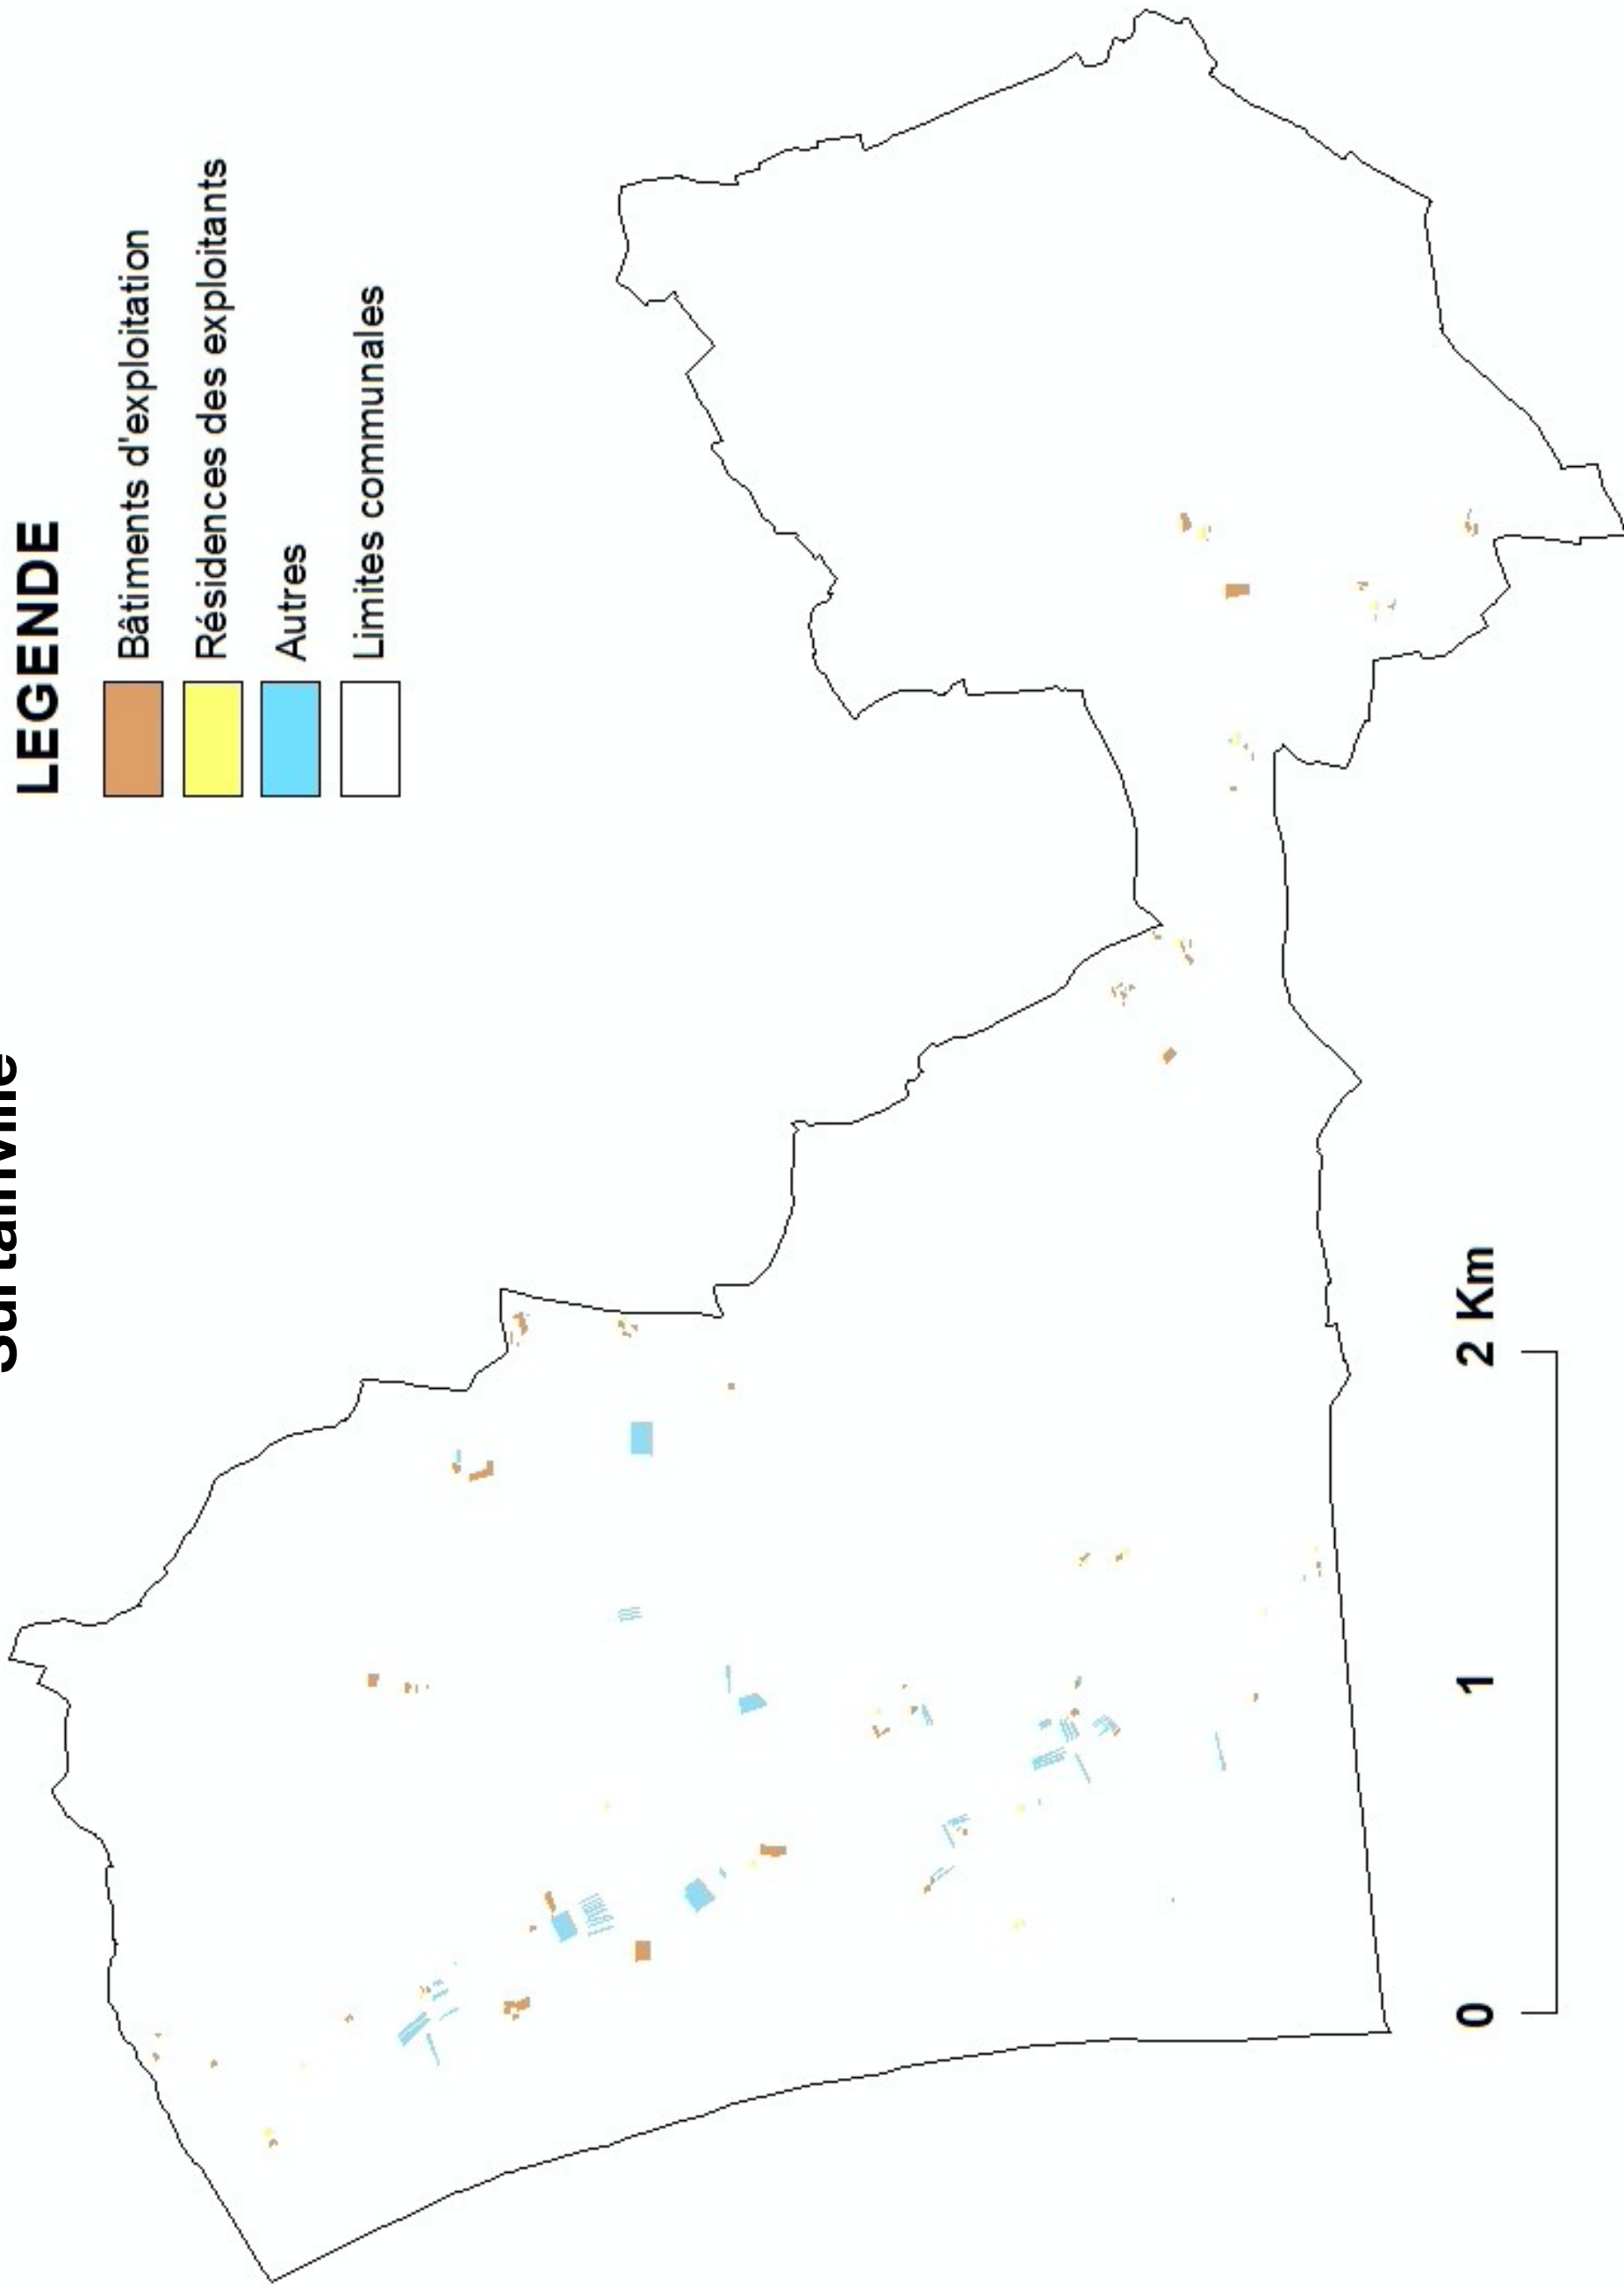 Surtainville
LEGENDE
Bâtiments d'exploitation
Résidences des exploitants
Autres
Limites communales
0 1 2 Km